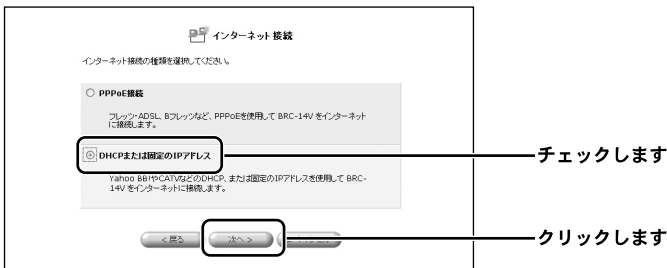 インターネット接続
インターネット接続の種類を選択してください。
PPPoE接続
フレッツ・ADSL、Bフレッツなど、PPPoEを使用して BRC-14V をインターネット
に接続します。
DHCPまたは固定のIPアドレス
チェックします
Yahoo BB!やCATVなどのDHCP、または固定のIPアドレスを使用して BRC-
14V をインターネットに接続します。
< 戻る
次へ >
クリックします